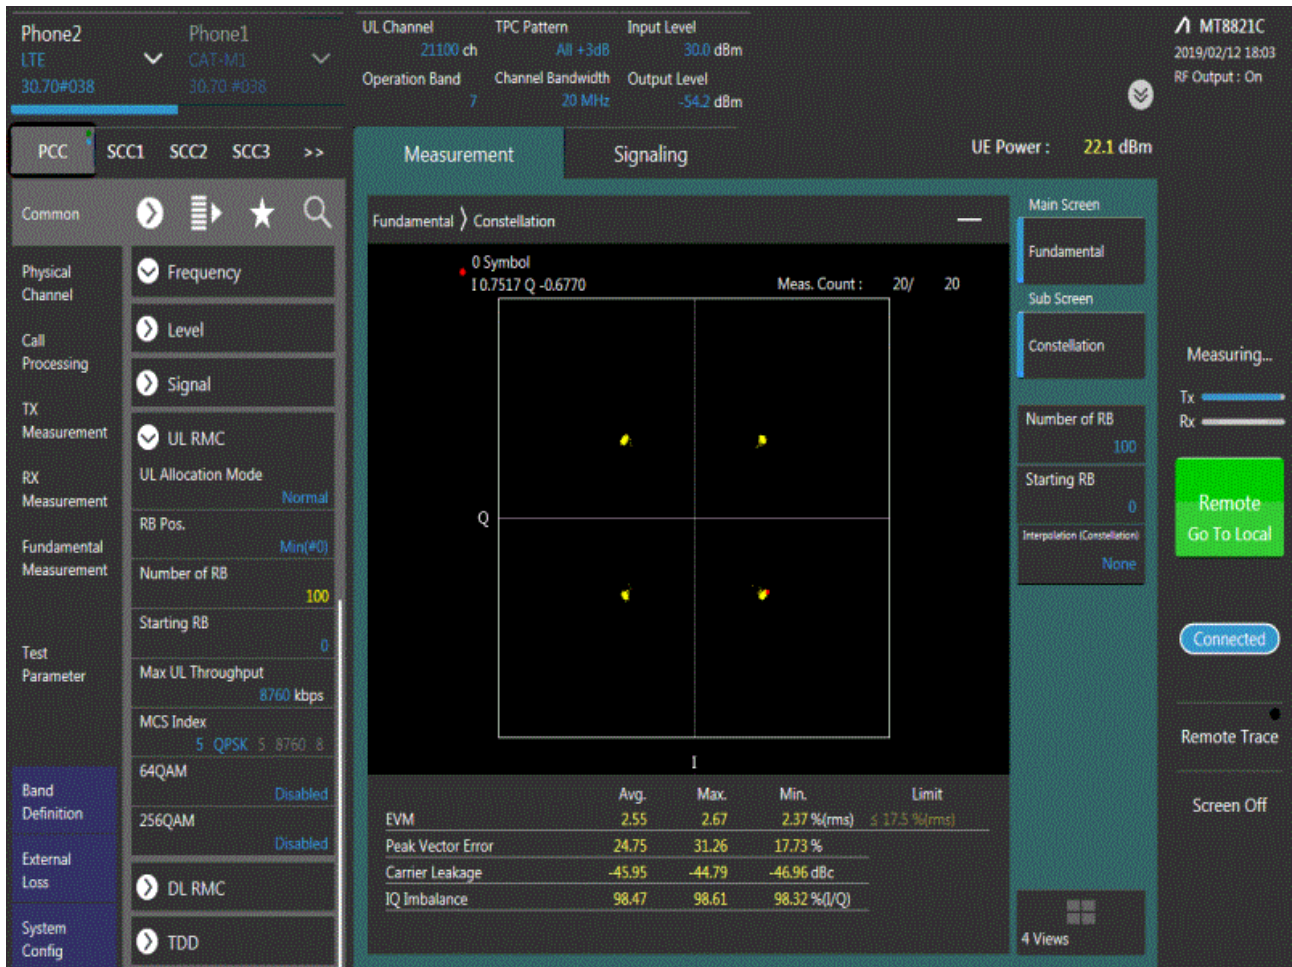 Phone2
LTE
30.70#038
Phone1
CAT-M1
30.70 #038
UL Channel
21100 ch
TPC Pattern
All +3dB
Input Level
30.0 dBm
Operation Band
7
Channel Bandwidth
20 MHz
Output Level
-54.2 dBm
MT8821C
2019/02/12 18:03
RF Output : On
PCC SCC1 SCC2 SCC3 >>
Measurement
Signaling
UE Power : 22.1 dBm
Common
Physical
Channel
Call
Processing
TX
Measurement
RX
Measurement
Fundamental
Measurement
Test
Parameter
Band
Definition
External
Loss
System
Config
Frequency
Level
Signal
UL RMC
UL Allocation Mode
Normal
RB Pos.
Min(#0)
Number of RB
100
Starting RB
0
Max UL Throughput
8760 kbps
MCS Index
5 QPSK 5 8760 8
64QAM
Disabled
256QAM
Disabled
DL RMC
TDD
Fundamental 〉 Constellation
0 Symbol
I 0.7517 Q -0.6770
Meas. Count : 20/ 20
Q
I
Avg. Max. Min. Limit
EVM 2.55 2.67 2.37 %(rms) ≤ 17.5 %(rms)
Peak Vector Error 24.75 31.26 17.73 %
Carrier Leakage -45.95 -44.79 -46.96 dBc
IQ Imbalance 98.47 98.61 98.32 %(I/Q)
Main Screen
Fundamental
Sub Screen
Constellation
Number of RB
100
Starting RB
0
Interpolation (Constellation)
None
4 Views
Measuring...
Tx
Rx
Remote
Go To Local
Connected
Remote Trace
Screen Off